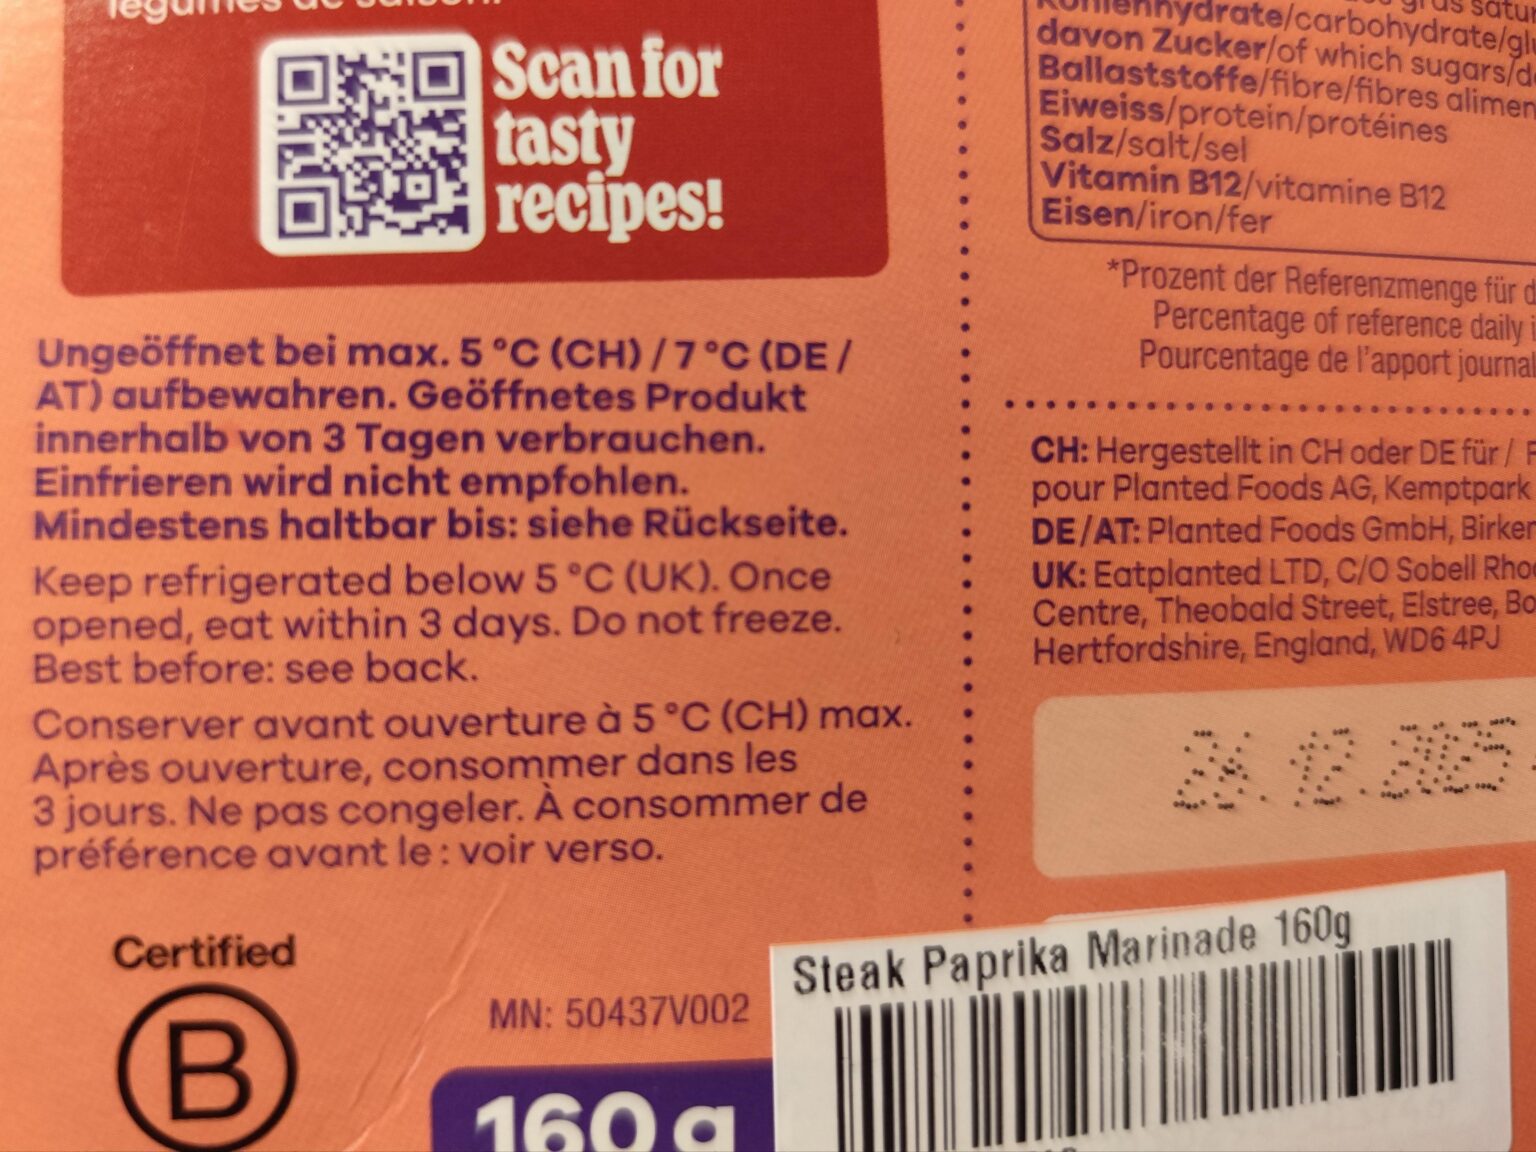 légumes de saison.
Scan for
tasty
recipes!
Ungeöffnet bei max. 5 °C (CH) / 7 °C (DE /
AT) aufbewahren. Geöffnetes Produkt
innerhalb von 3 Tagen verbrauchen.
Einfrieren wird nicht empfohlen.
Mindestens haltbar bis: siehe Rückseite.
Keep refrigerated below 5 °C (UK). Once
opened, eat within 3 days. Do not freeze.
Best before: see back.
Conserver avant ouverture à 5 °C (CH) max.
Après ouverture, consommer dans les
3 jours. Ne pas congeler. À consommer de
préférence avant le : voir verso.
Certified
B
MN: 50437V002
160 g
Kohlenhydrate/carbohydrate/
davon Zucker/of which sugars/
Ballaststoffe/fibre/fibres
Eiweiss/protein/protéines
Salz/salt/sel
Vitamin B12/vitamine B12
Eisen/iron/fer
*Prozent der Referenzmenge für
Percentage of reference daily
Pourcentage de l'apport
CH: Hergestellt in CH oder DE für /
pour Planted Foods AG, Kemptpark
DE/AT: Planted Foods GmbH,
UK: Eatplanted LTD, C/O Sobell
Centre, Theobald Street, Elstree,
Hertfordshire, England, WD6 4PJ
.12.2025
Steak Paprika Marinade 160g